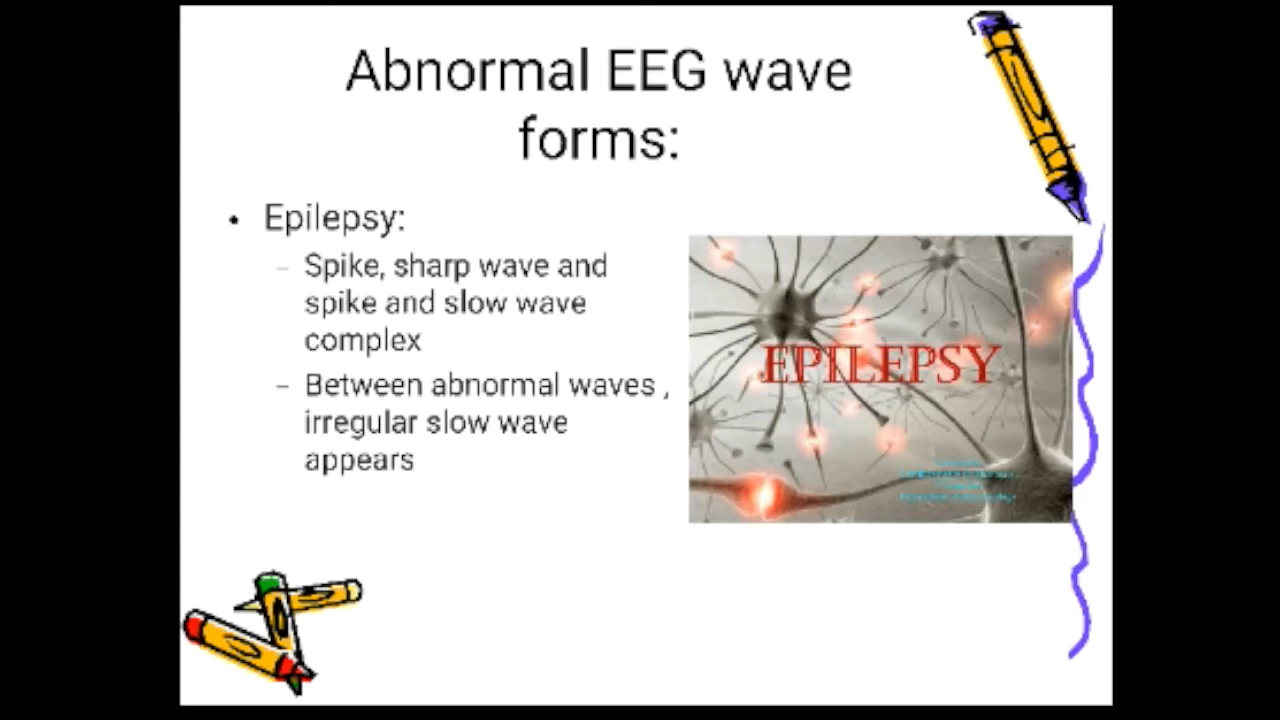 Abnormal EEG wave
forms:
• Epilepsy:
– Spike, sharp wave and
spike and slow wave
complex
– Between abnormal waves ,
irregular slow wave
appears
EPILEPSY